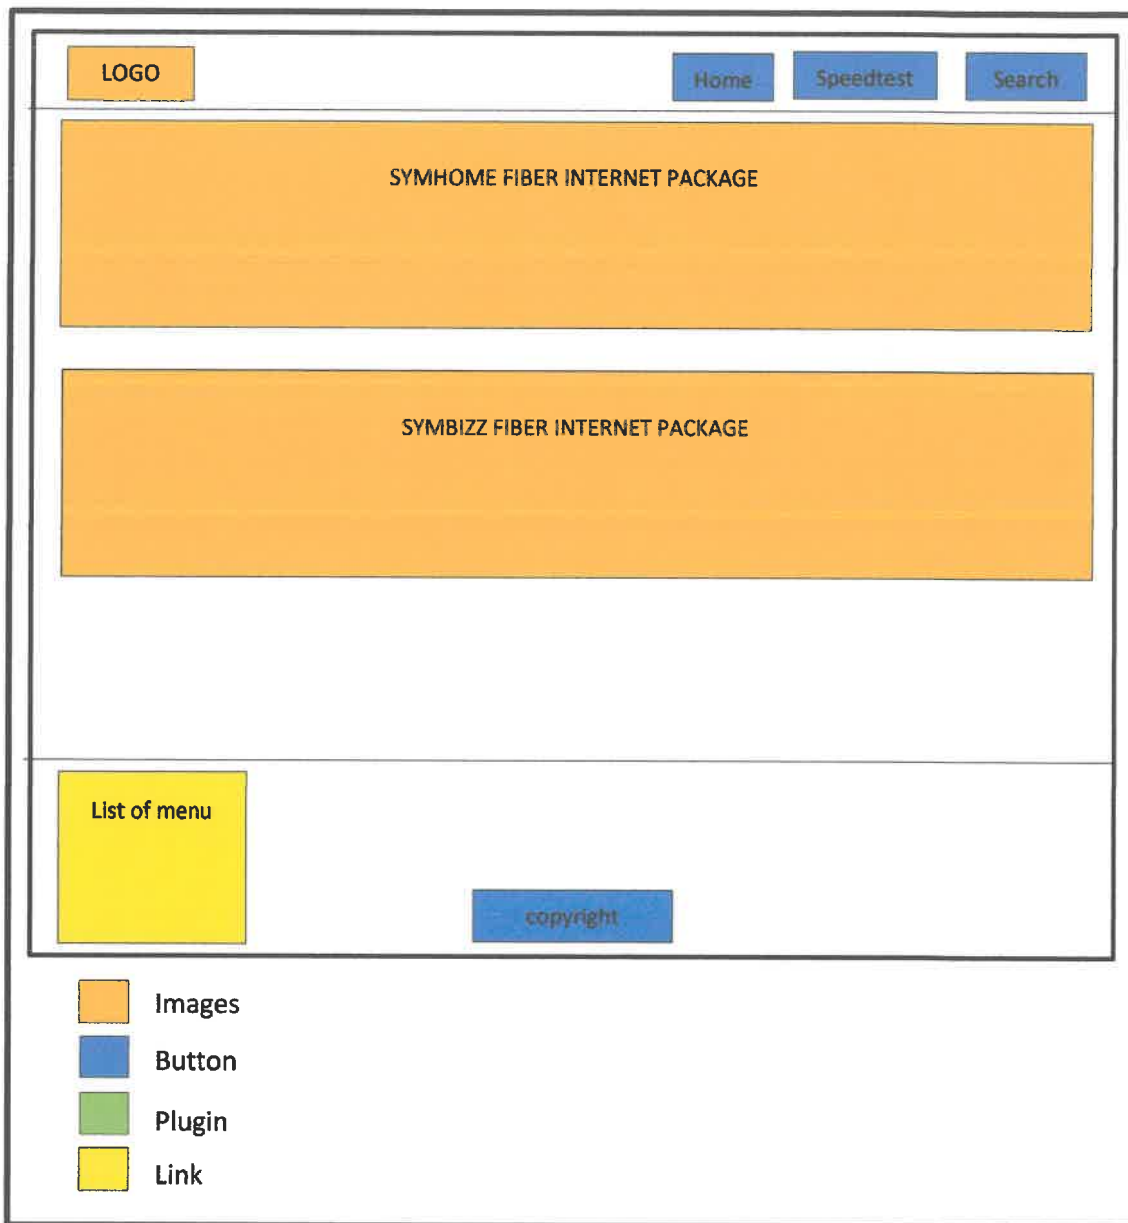 LOGO
Home Speedtest Search
SYMHOME FIBER INTERNET PACKAGE
SYMBIZZ FIBER INTERNET PACKAGE
List of menu
copyright
Images
Button
Plugin
Link